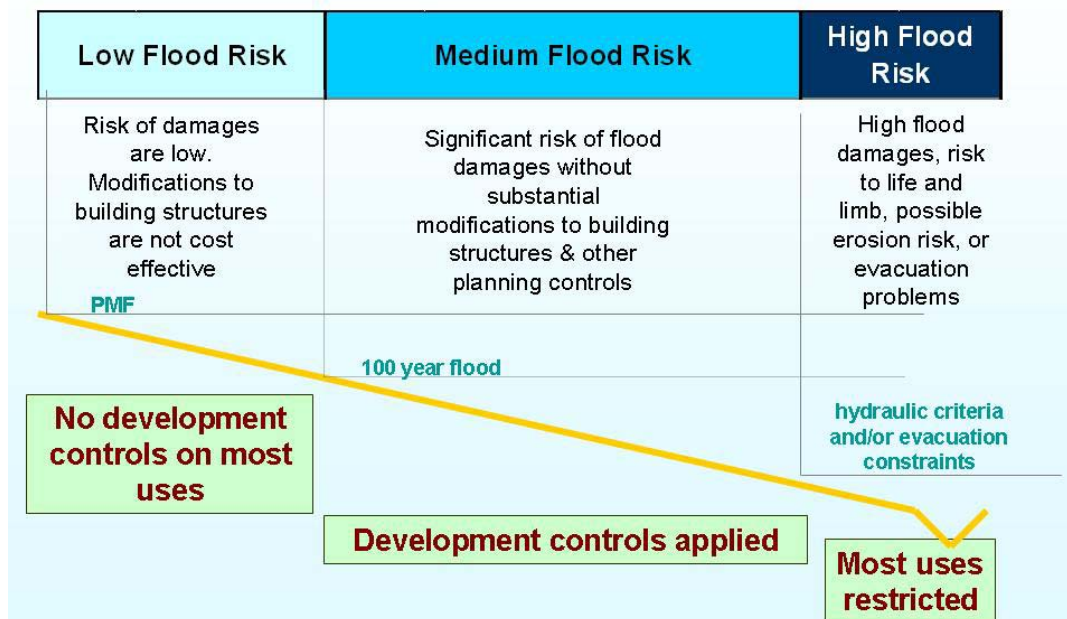 Low Flood Risk
Medium Flood Risk
High Flood
Risk
Risk of damages
are low.
Modifications to
building structures
are not cost
effective
Significant risk of flood
damages without
substantial
modifications to building
structures & other
planning controls
High flood
damages, risk
to life and
limb, possible
erosion risk, or
evacuation
problems
PMF
100 year flood
hydraulic criteria
and/or evacuation
constraints
No development
controls on most
uses
Development controls applied
Most uses
restricted